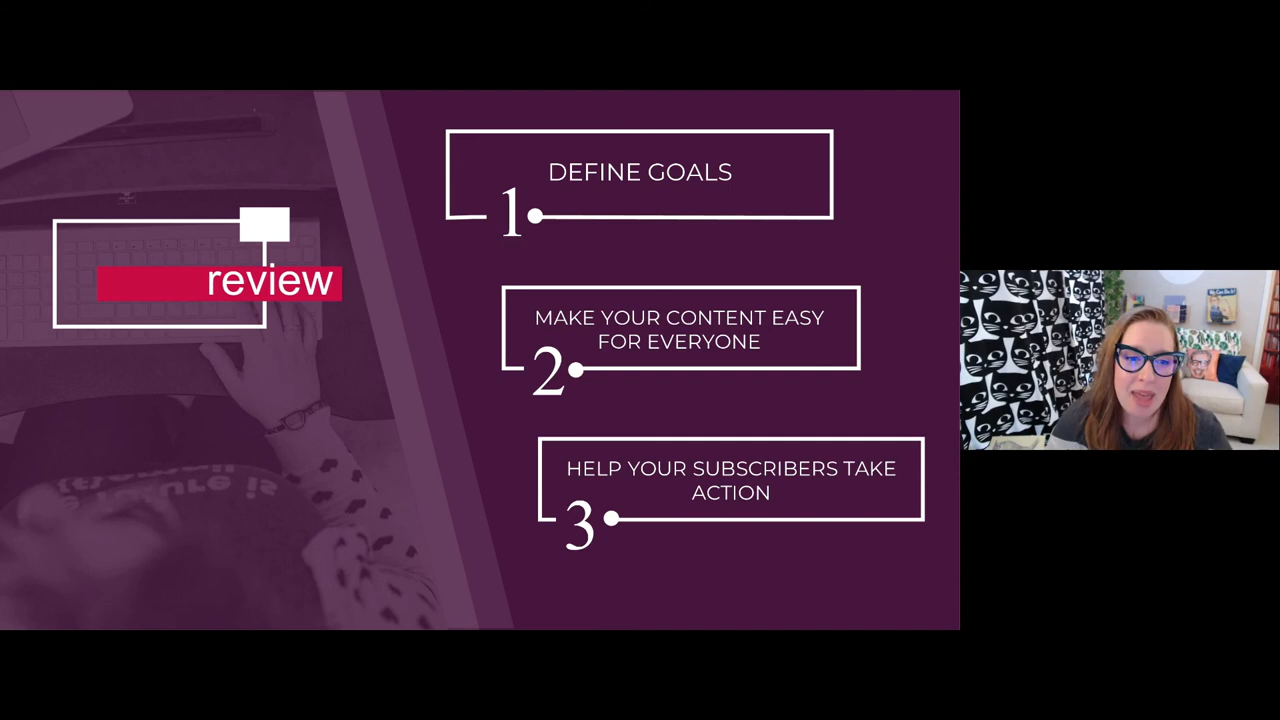 review
DEFINE GOALS
1
MAKE YOUR CONTENT EASY
FOR EVERYONE
2
HELP YOUR SUBSCRIBERS TAKE
ACTION
3